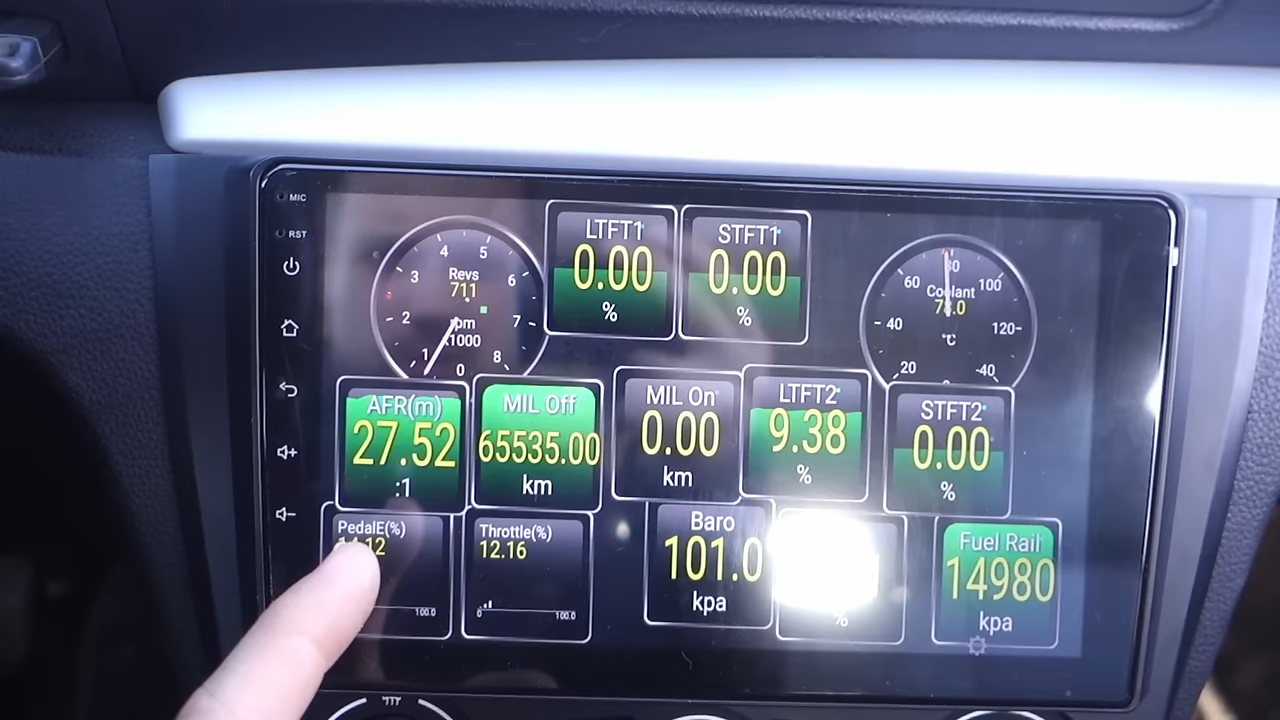 MIC
RST
4
5
3
6
2
7
1
8
0
Revs
711
rpm
x1000
LTFT1
0.00
%
STFT1
0.00
%
60
80
100
40
120
20
-40
Coolant
°C
AFR(m)
27.52
:1
MIL Off
65535.00
km
MIL On
0.00
km
LTFT2
9.38
%
STFT2
0.00
%
PedalE(%)
100.0
Throttle(%)
12.16
0
100.0
Baro
101.0
kpa
%
Fuel Rail
14980
kpa